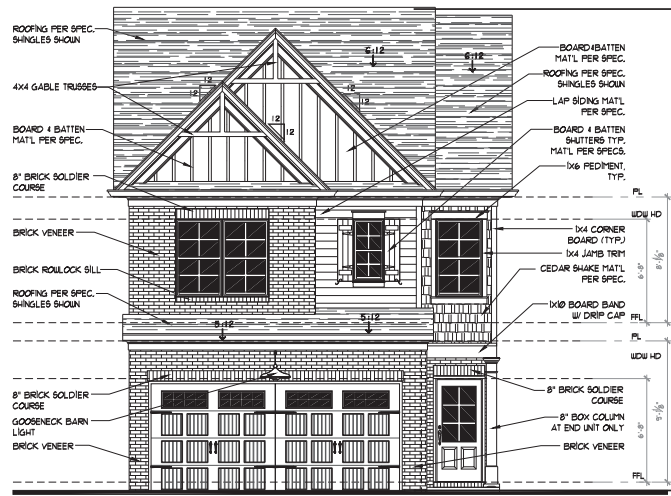 ROOFING PER SPEC.
SHINGLES SHOWN
4X4 GABLE TRUSSES
BOARD & BATTEN
MAT'L PER SPEC.
8" BRICK SOLDIER
COURSE
BRICK VENEER
BRICK ROWLOCK SILL
ROOFING PER SPEC.
SHINGLES SHOWN
8" BRICK SOLDIER
COURSE
GOOSENECK BARN
LIGHT
BRICK VENEER
6:12
6:12
12
12
12
12
12
12
5:12
5:12
BOARD&BATTEN
MAT'L PER SPEC.
ROOFING PER SPEC.
SHINGLES SHOWN
LAP SIDING MAT'L
PER SPEC.
BOARD & BATTEN
SHUTTERS TYP.
MAT'L PER SPECS.
1X6 PEDIMENT,
TYP.
PL
WDW HD
1X4 CORNER
BOARD (TYP.)
1X4 JAMB TRIM
CEDAR SHAKE MAT'L
PER SPEC.
1X10 BOARD BAND
W/ DRIP CAP
6'-8"
8'-1⅛"
FFL
PL
WDW HD
8" BRICK SOLDIER
COURSE
8" BOX COLUMN
AT END UNIT ONLY
BRICK VENEER
6'-8"
9'-1⅛"
FFL